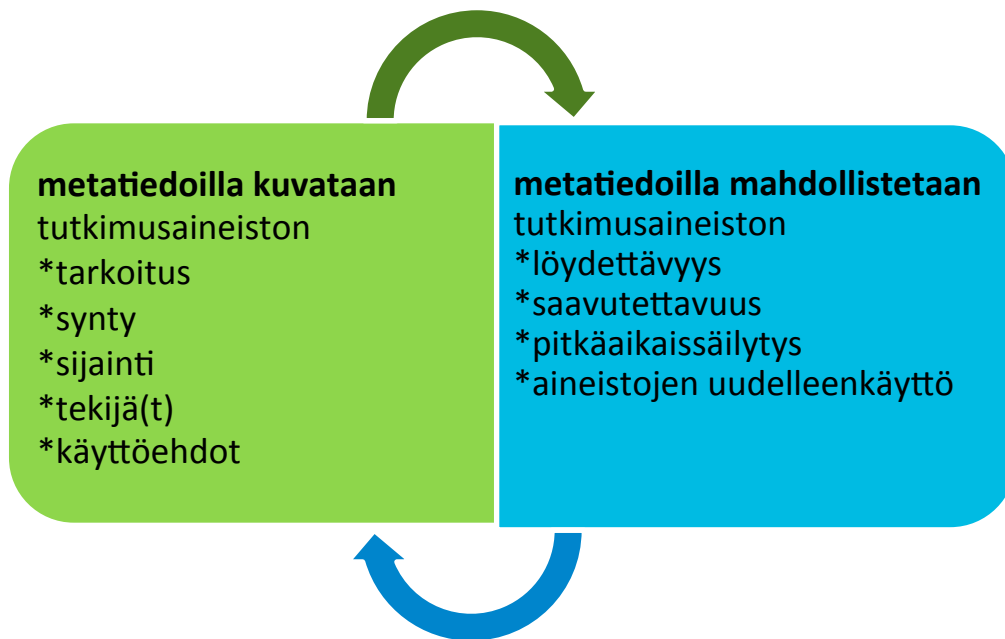 metatiedoilla kuvataan
tutkimusaineiston
*tarkoitus
*synty
*sijainti
*tekijä(t)
*käyttöehdot
metatiedoilla mahdollistetaan
tutkimusaineiston
*löydettävyys
*saavutettavuus
*pitkäaikaissäilytys
*aineistojen uudelleenkäyttö